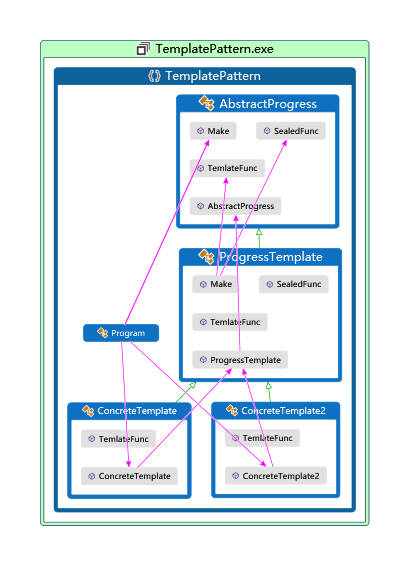 TemplatePattern.exe
TemplatePattern
AbstractProgress
Make
SealedFunc
TemlateFunc
AbstractProgress
ProgressTemplate
Make
SealedFunc
TemlateFunc
ProgressTemplate
Program
ConcreteTemplate
TemlateFunc
ConcreteTemplate
ConcreteTemplate2
TemlateFunc
ConcreteTemplate2